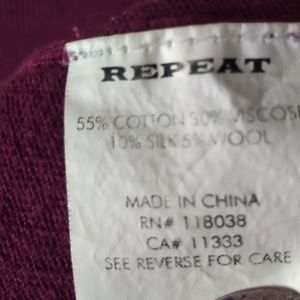 REPEAT
55% COTTON 30% VISCOSE
10% SILK 5% WOOL
MADE IN CHINA
RN# 118038
CA# 11333
SEE REVERSE FOR CARE